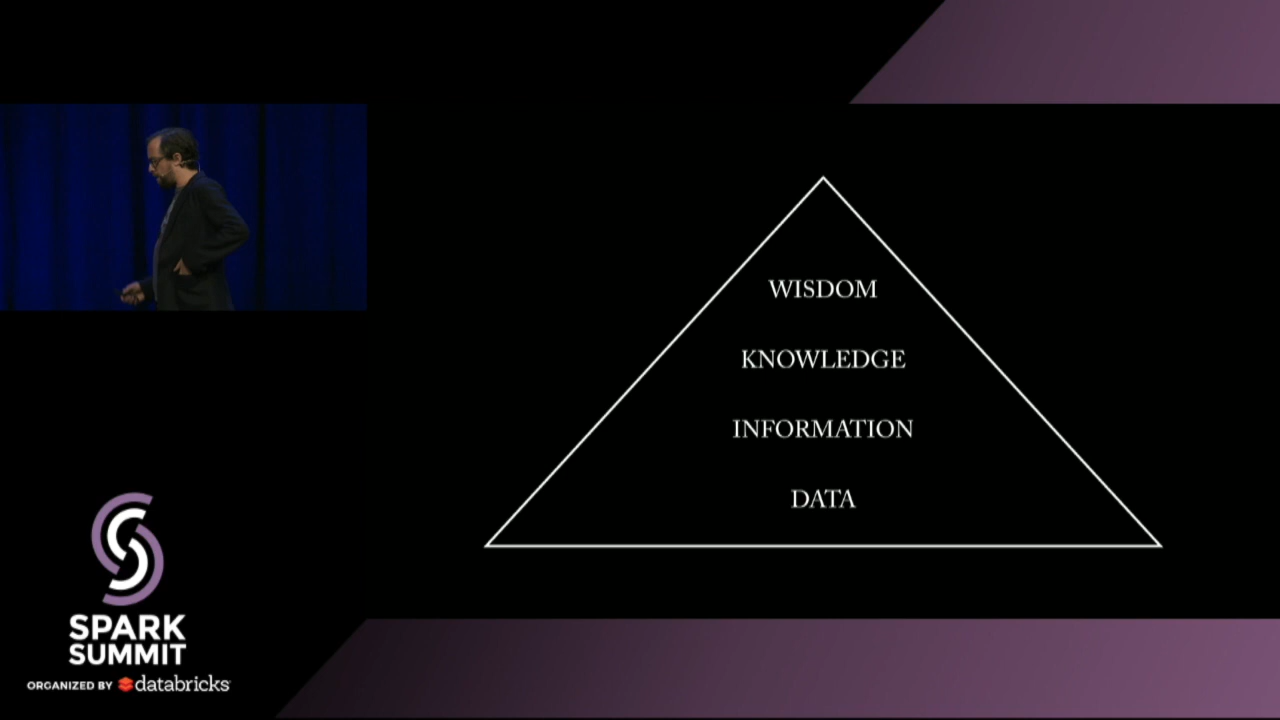 WISDOM
KNOWLEDGE
INFORMATION
DATA
SPARK
SUMMIT
ORGANIZED BY databricks